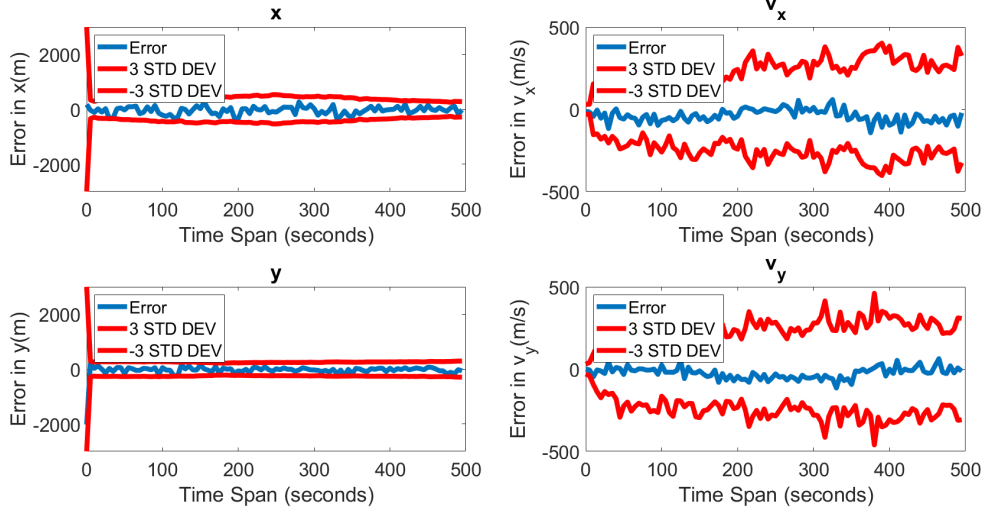 x
Error in x(m)
2000
0
-2000
Error
3 STD DEV
-3 STD DEV
0 100 200 300 400 500
Time Span (seconds)
v_x
Error in v_x(m/s)
500
0
-500
Error
3 STD DEV
-3 STD DEV
0 100 200 300 400 500
Time Span (seconds)
y
Error in y(m)
2000
0
-2000
Error
3 STD DEV
-3 STD DEV
0 100 200 300 400 500
Time Span (seconds)
v_y
Error in v_y(m/s)
500
0
-500
Error
3 STD DEV
-3 STD DEV
0 100 200 300 400 500
Time Span (seconds)